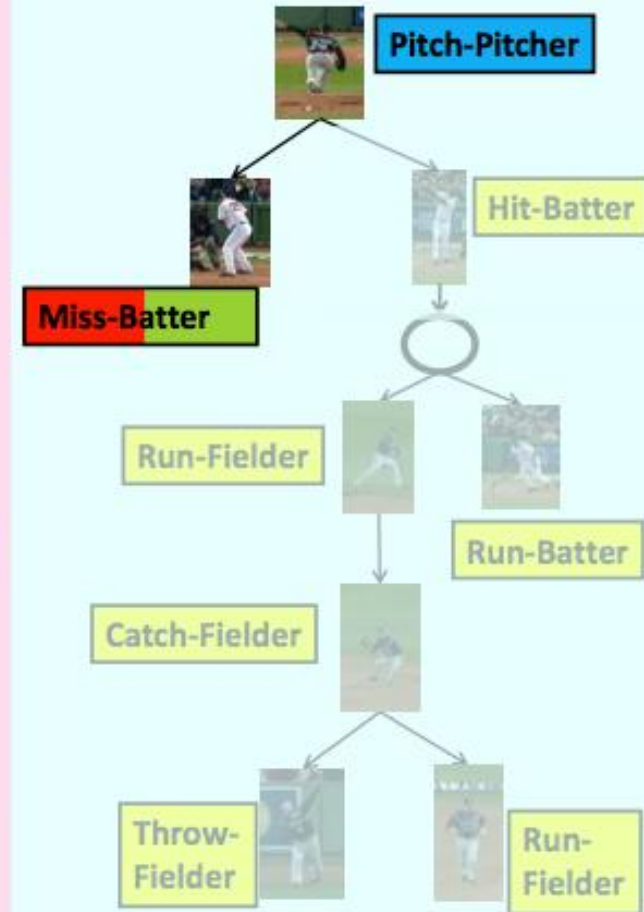 Pitch-Pitcher
Hit-Batter
Miss-Batter
Run-Fielder
Run-Batter
Catch-Fielder
Throw-
Fielder
Run-
Fielder